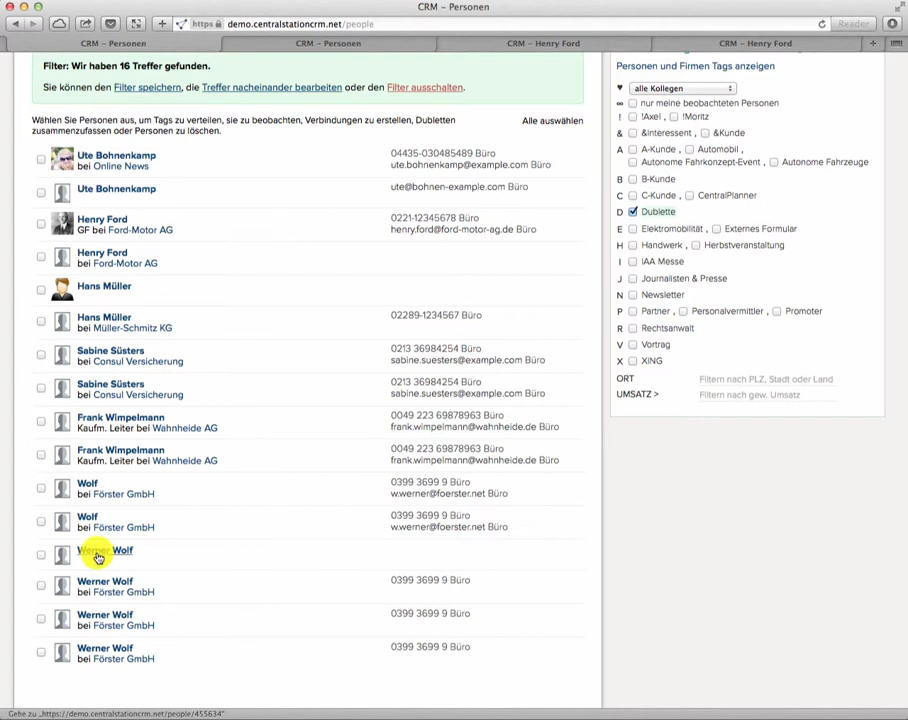 CRM – Personen
https demo.centralstationcrm.net/people
Reader
CRM – Personen
CRM – Personen
CRM – Henry Ford
CRM – Henry Ford
Filter: Wir haben 16 Treffer gefunden.
Sie können den Filter speichern, die Treffer nacheinander bearbeiten oder den Filter ausschalten.
Wählen Sie Personen aus, um Tags zu verteilen, sie zu beobachten, Verbindungen zu erstellen, Dubletten
zusammenzufassen oder Personen zu löschen.
Alle auswählen
Ute Bohnenkamp
bei Online News
04435-030485489 Büro
ute.bohnenkamp@example.com Büro
Ute Bohnenkamp
ute@bohnen-example.com Büro
Henry Ford
GF bei Ford-Motor AG
0221-12345678 Büro
henry.ford@ford-motor-ag.de Büro
Henry Ford
bei Ford-Motor AG
Hans Müller
Hans Müller
bei Müller-Schmitz KG
02289-1234567 Büro
Sabine Süsters
bei Consul Versicherung
0213 36984254 Büro
sabine.suesters@example.com Büro
Sabine Süsters
bei Consul Versicherung
0213 36984254 Büro
sabine.suesters@example.com Büro
Frank Wimpelmann
Kaufm. Leiter bei Wahnheide AG
0049 223 69878963 Büro
frank.wimpelmann@wahnheide.de Büro
Frank Wimpelmann
Kaufm. Leiter bei Wahnheide AG
0049 223 69878963 Büro
frank.wimpelmann@wahnheide.de Büro
Wolf
bei Förster GmbH
0399 3699 9 Büro
w.werner@foerster.net Büro
Wolf
bei Förster GmbH
0399 3699 9 Büro
w.werner@foerster.net Büro
Werner Wolf
Werner Wolf
bei Förster GmbH
0399 3699 9 Büro
Werner Wolf
bei Förster GmbH
0399 3699 9 Büro
Werner Wolf
bei Förster GmbH
0399 3699 9 Büro
Personen und Firmen Tags anzeigen
♥ alle Kollegen
∞ nur meine beobachteten Personen
! !Axel , !Moritz
& &Interessent , &Kunde
A A-Kunde , Automobil ,
Autonome Fahrkonzept-Event , Autonome Fahrzeuge
B B-Kunde
C C-Kunde , CentralPlanner
D Dublette
E Elektromobilität , Externes Formular
H Handwerk , Herbstveranstaltung
I IAA Messe
J Journalisten & Presse
N Newsletter
P Partner , Personalvermittler , Promoter
R Rechtsanwalt
V Vortrag
X XING
ORT Filtern nach PLZ, Stadt oder Land
UMSATZ > Filtern nach gew. Umsatz
Gehe zu „https://demo.centralstationcrm.net/people/455634“